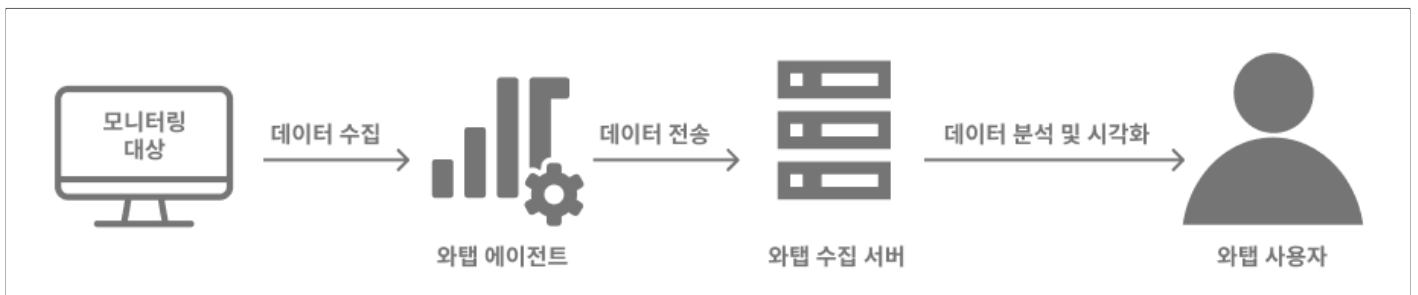 모니터링
대상
데이터 수집
데이터 전송
데이터 분석 및 시각화
와탭 에이전트
와탭 수집 서버
와탭 사용자